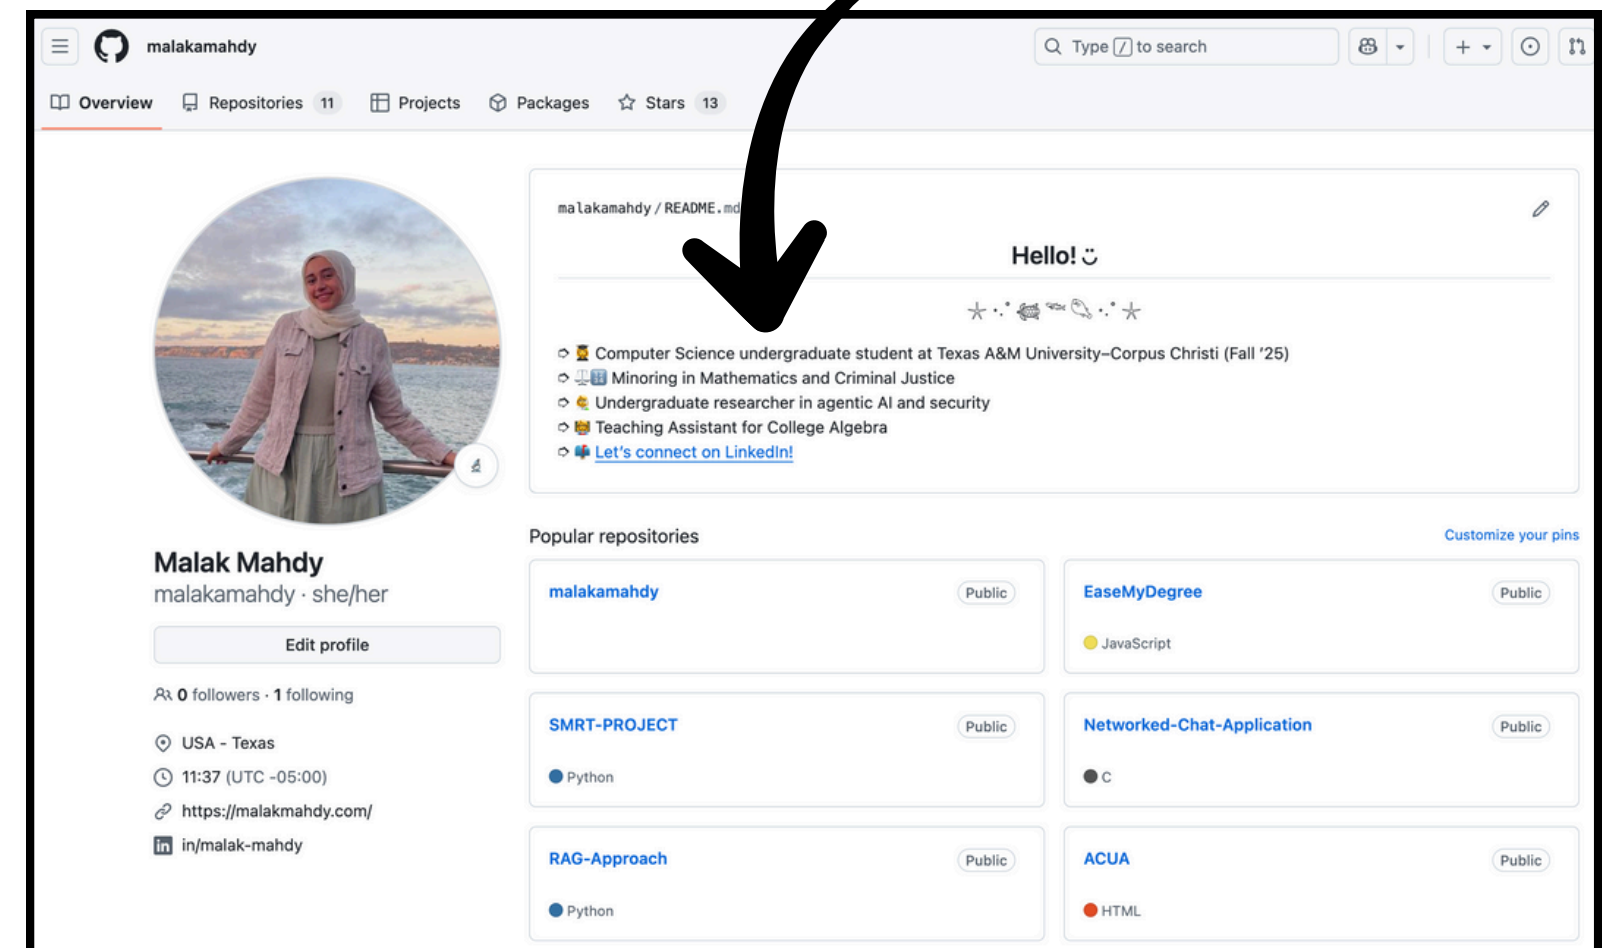 malakamahdy
Type / to search
Overview Repositories 11 Projects Packages Stars 13
malakamahdy / README.md
Hello! 
➩ Computer Science undergraduate student at Texas A&M University–Corpus Christi (Fall '25)
➩ Minoring in Mathematics and Criminal Justice
➩ Undergraduate researcher in agentic AI and security
➩ Teaching Assistant for College Algebra
➩ Let's connect on LinkedIn!
Malak Mahdy
malakamahdy · she/her
Edit profile
0 followers · 1 following
USA - Texas
11:37 (UTC -05:00)
https://malakmahdy.com/
in/malak-mahdy
Popular repositories
Customize your pins
malakamahdy Public
EaseMyDegree Public
JavaScript
SMRT-PROJECT Public
Python
Networked-Chat-Application Public
C
RAG-Approach Public
Python
ACUA Public
HTML